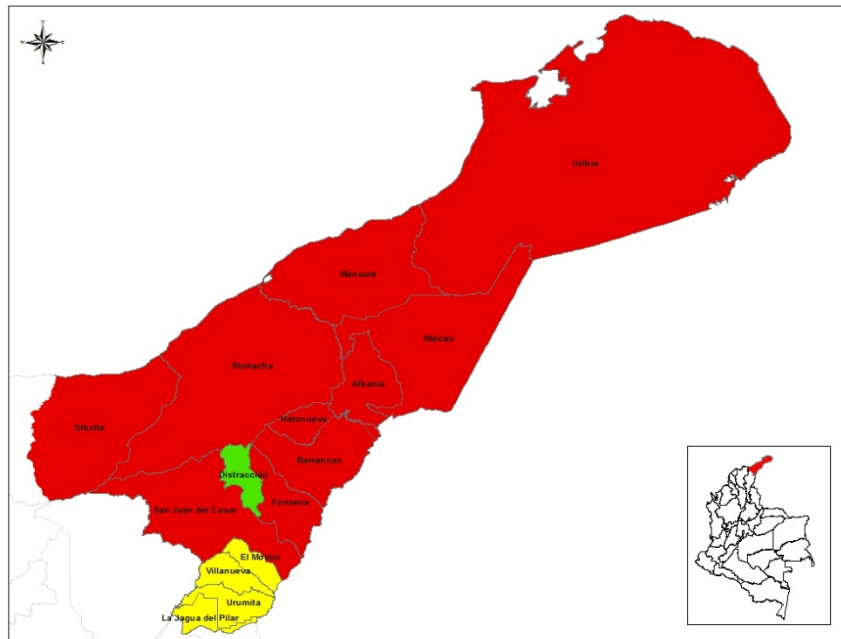 Uribia
Manaure
Maicao
Riohacha
Albania
Hatonuevo
Dibulla
Barrancas
Distracción
Fonseca
San Juan del Cesar
El Molino
Villanueva
Urumita
La Jagua del Pilar